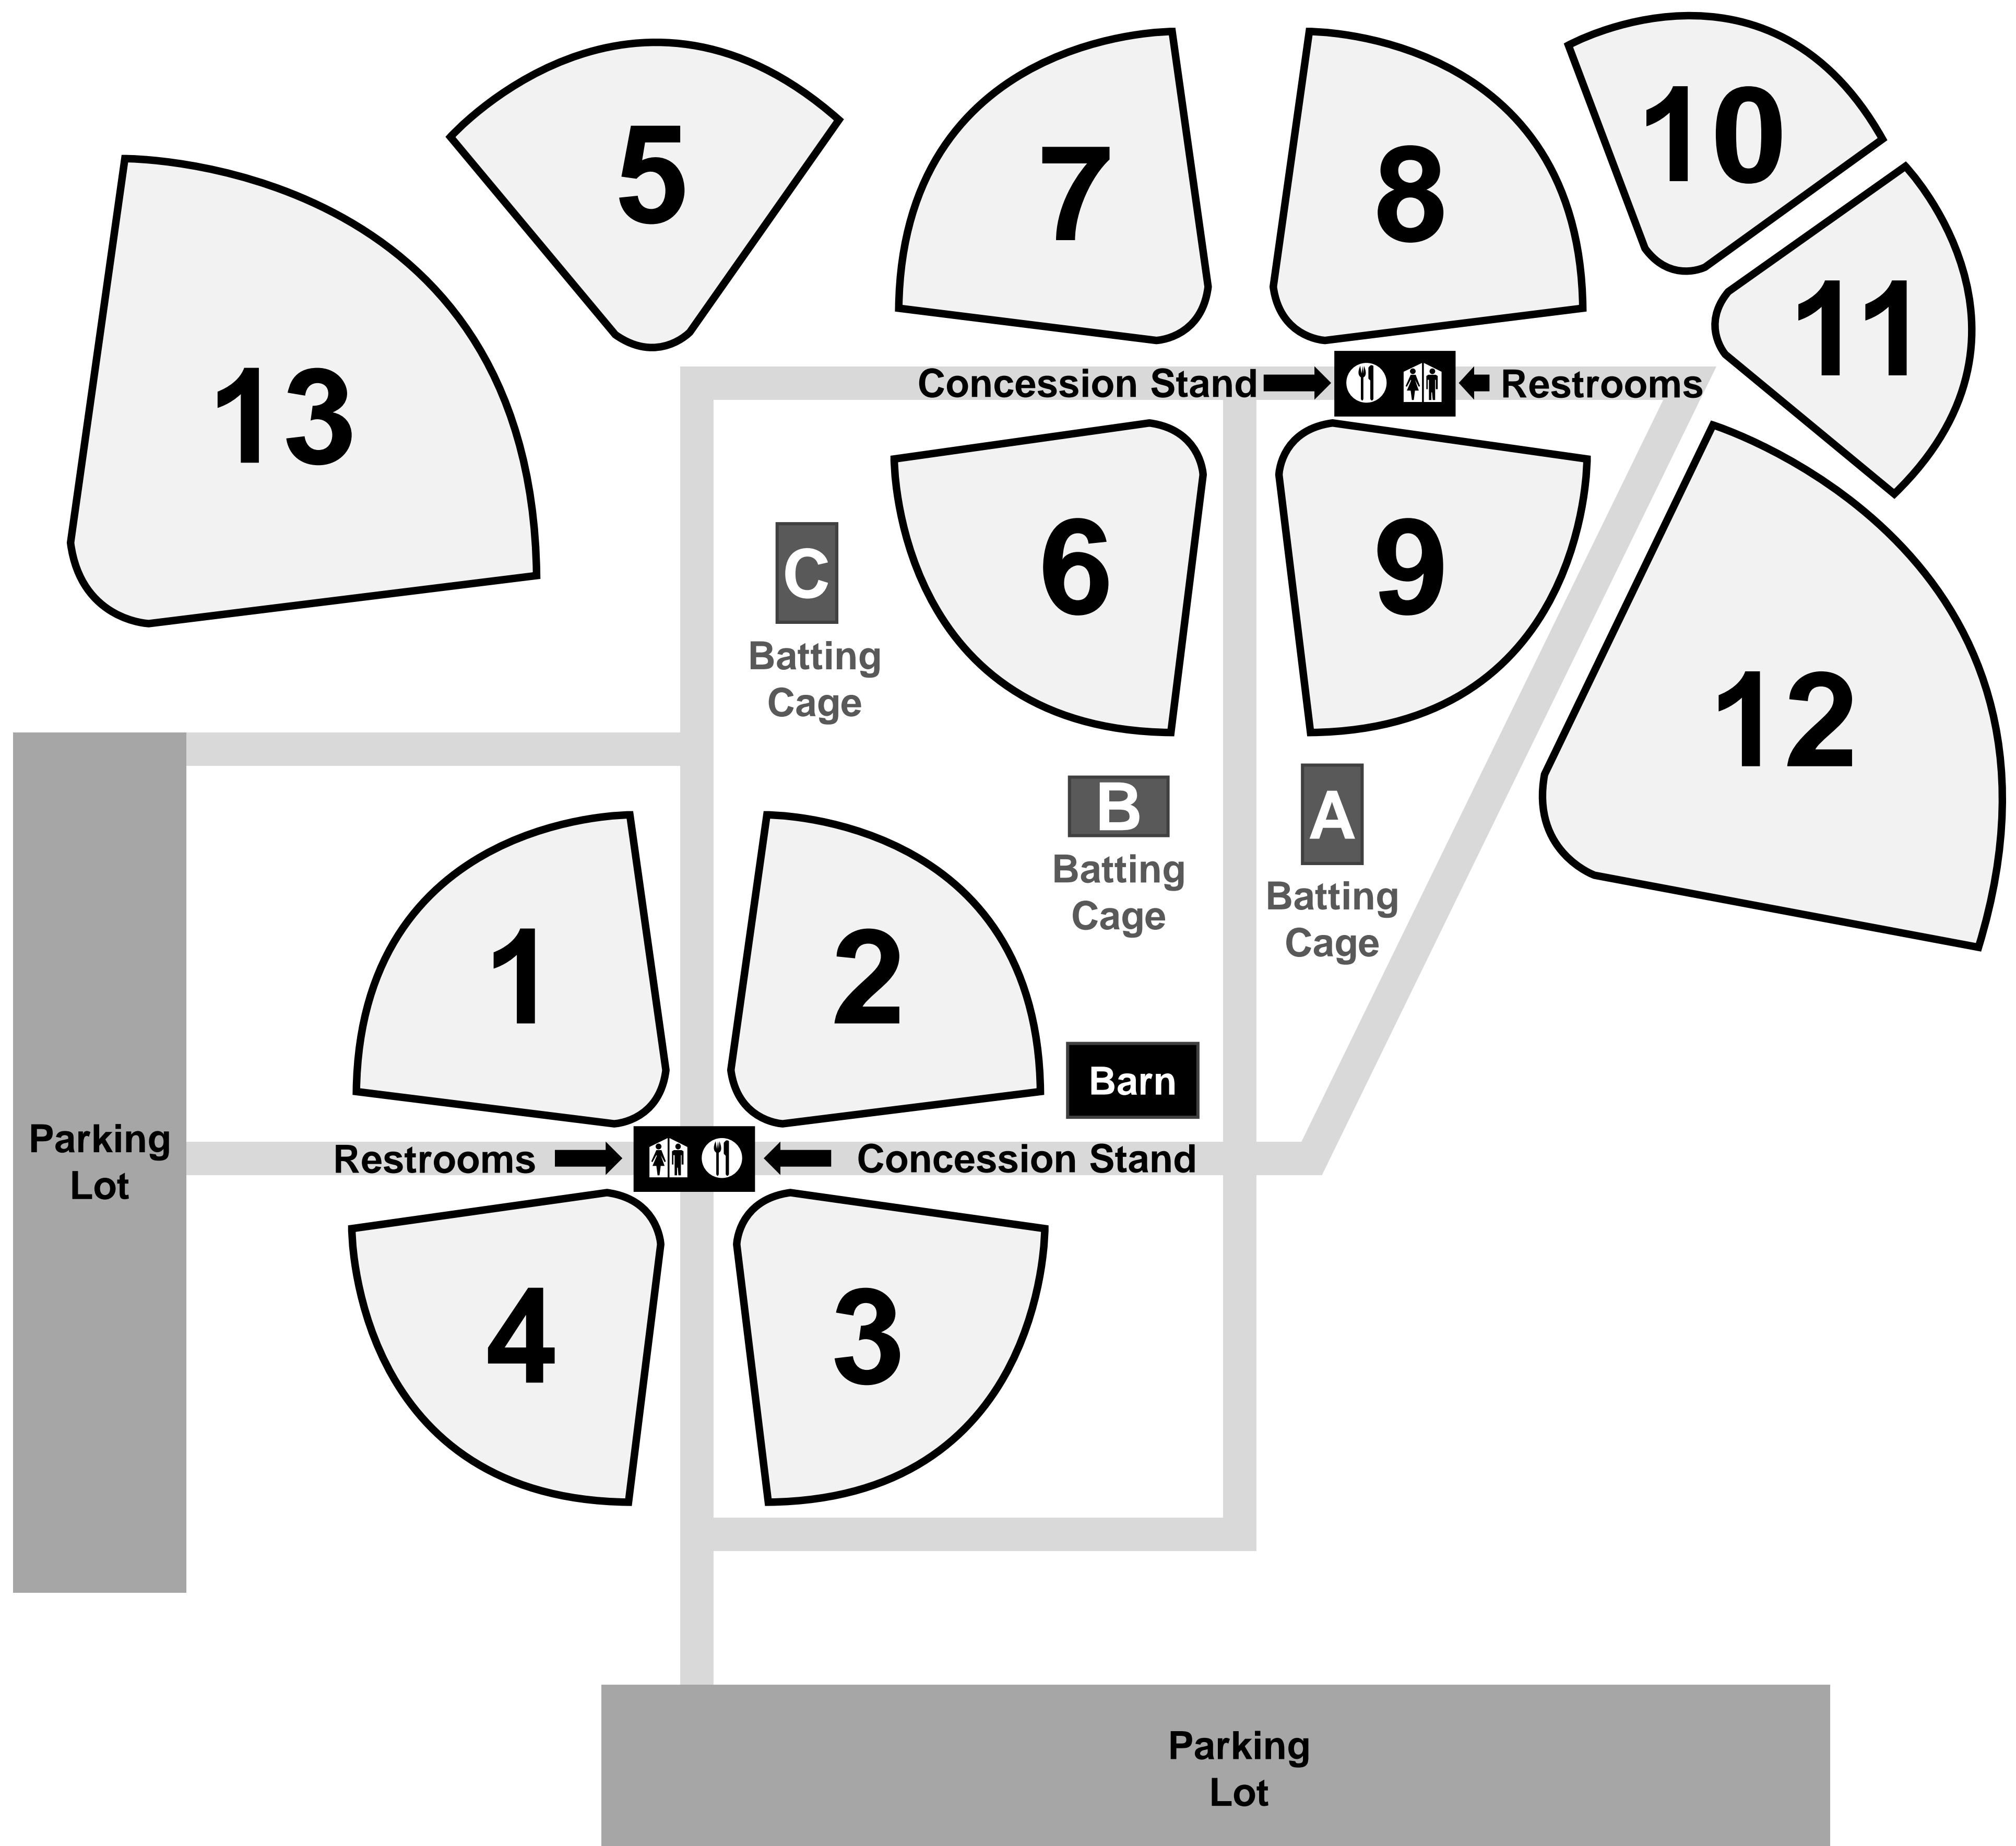 5
7
8
10
11
13
Concession Stand
Restrooms
6
9
C
Batting
Cage
12
B
Batting
Cage
A
Batting
Cage
1
2
Barn
Parking
Lot
Restrooms
Concession Stand
4
3
Parking
Lot